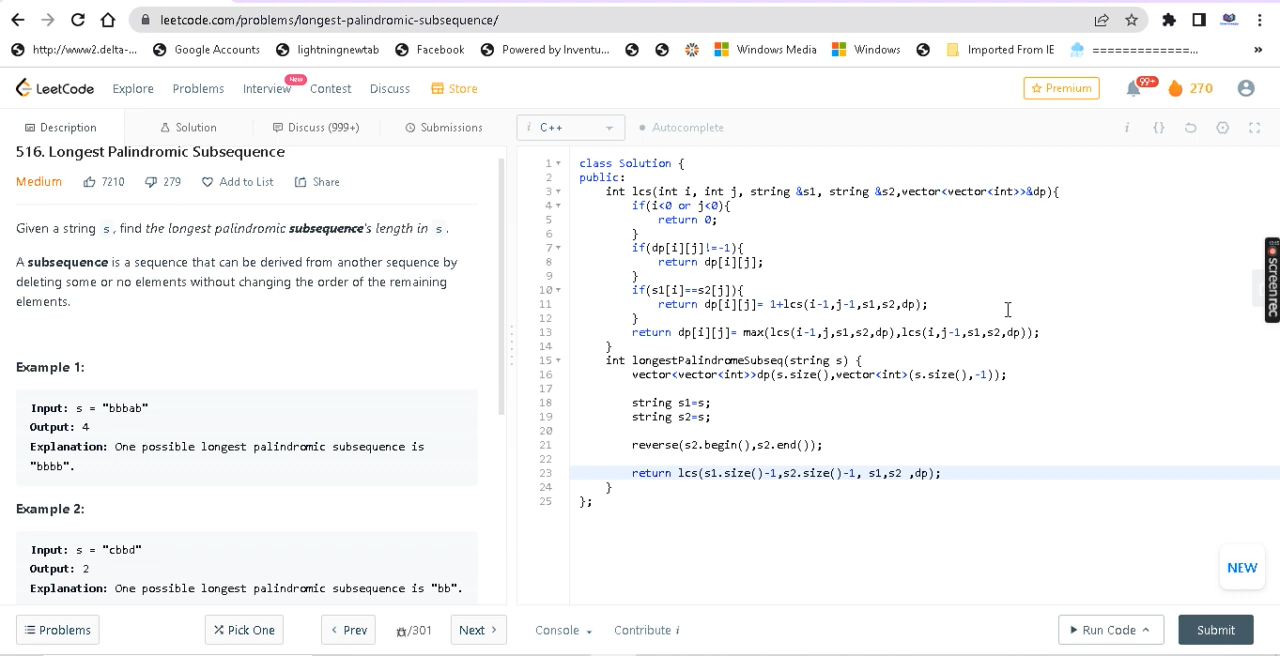 leetcode.com/problems/longest-palindromic-subsequence/
http://www2.delta-... Google Accounts lightningnewtab Facebook Powered by Inventu... Windows Media Windows Imported From IE ==============... »
LeetCode Explore Problems Interview New Contest Discuss Store Premium 99+ 270
Description Solution Discuss (999+) Submissions i C++ Autocomplete i {}
516. Longest Palindromic Subsequence
Medium 7210 279 Add to List Share
Given a string s, find the longest palindromic subsequence's length in s.
A subsequence is a sequence that can be derived from another sequence by
deleting some or no elements without changing the order of the remaining
elements.
Example 1:
Input: s = "bbbab"
Output: 4
Explanation: One possible longest palindromic subsequence is
"bbbb".
Example 2:
Input: s = "cbbd"
Output: 2
Explanation: One possible longest palindromic subsequence is "bb".
1 class Solution {
2 public:
3 int lcs(int i, int j, string &s1, string &s2,vector<vector<int>>&dp){
4 if(i<0 or j<0){
5 return 0;
6 }
7 if(dp[i][j]!=-1){
8 return dp[i][j];
9 }
10 if(s1[i]==s2[j]){
11 return dp[i][j]= 1+lcs(i-1,j-1,s1,s2,dp);
12 }
13 return dp[i][j]= max(lcs(i-1,j,s1,s2,dp),lcs(i,j-1,s1,s2,dp));
14 }
15 int longestPalindromeSubseq(string s) {
16 vector<vector<int>>dp(s.size(),vector<int>(s.size(),-1));
17
18 string s1=s;
19 string s2=s;
20
21 reverse(s2.begin(),s2.end());
22
23 return lcs(s1.size()-1,s2.size()-1, s1,s2 ,dp);
24 }
25 };
screenrec
NEW
Problems Pick One Prev /301 Next Console Contribute i Run Code Submit